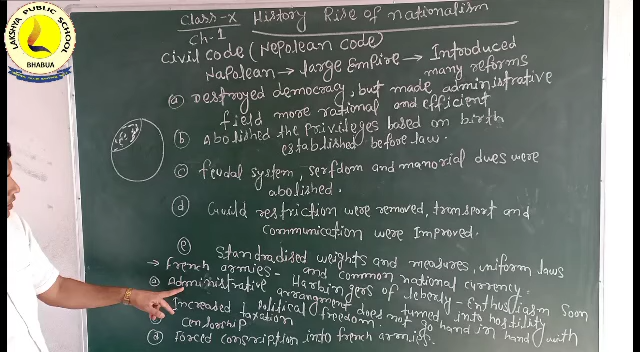 LAKSHYA PUBLIC SCHOOL
BHABUA
Class-X History Rise of nationalism
Ch.1
Civil code (Nepolean code)
Napolean → large Empire → Introduced
many reforms
(a) Destroyed democracy, but made administrative
field more rational and efficient
(b) Abolished the Privileges based on birth
established before law.
(c) feudal system, serfdom and manorial dues were
abolished.
(d) Guild restriction were removed, transport and
communication were Improved.
(e) Standradised weights and measures, uniform laws
and common national currency.
→ French armies - Harbingers of leberdy - Enthusiasm soon
turned into hostility
(a) Administrative arrangment does not go hand in hand with
Political freedom.
Increased taxation
Cenlorship
(d) Forced conscription into french armies.